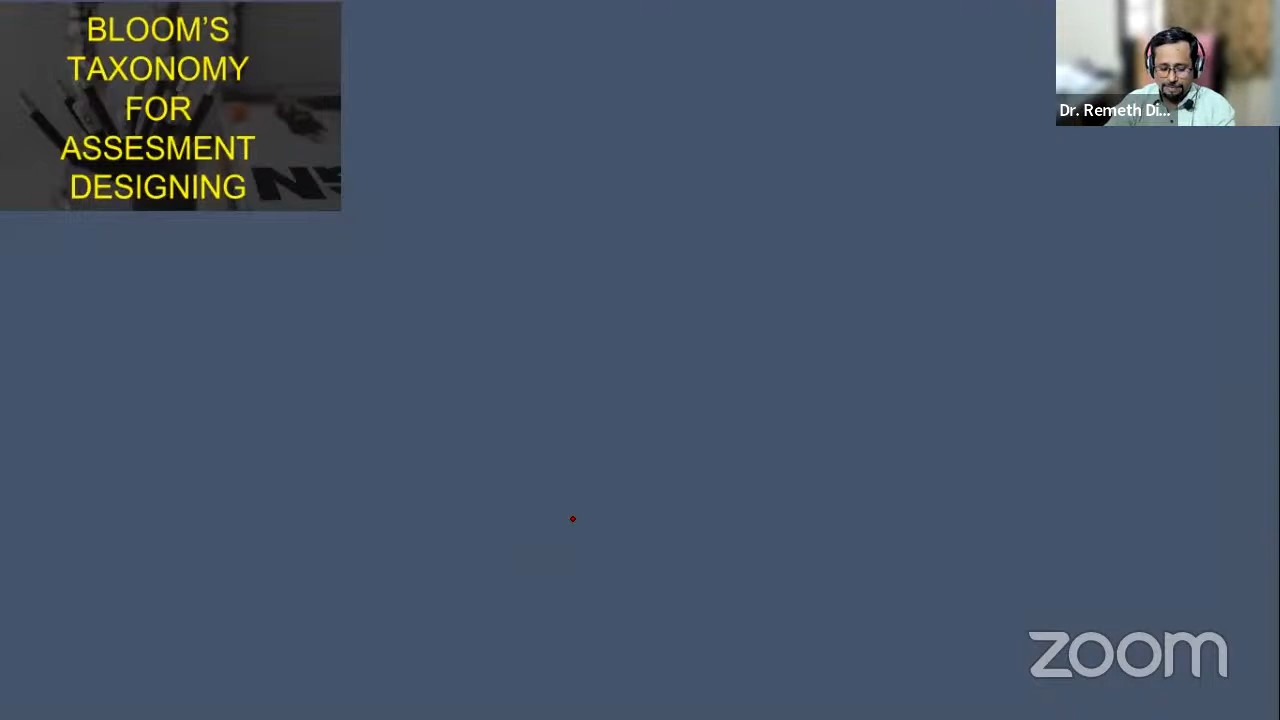 BLOOM'S
TAXONOMY
FOR
ASSESMENT
DESIGNING
Dr. Remeth Di...
zoom